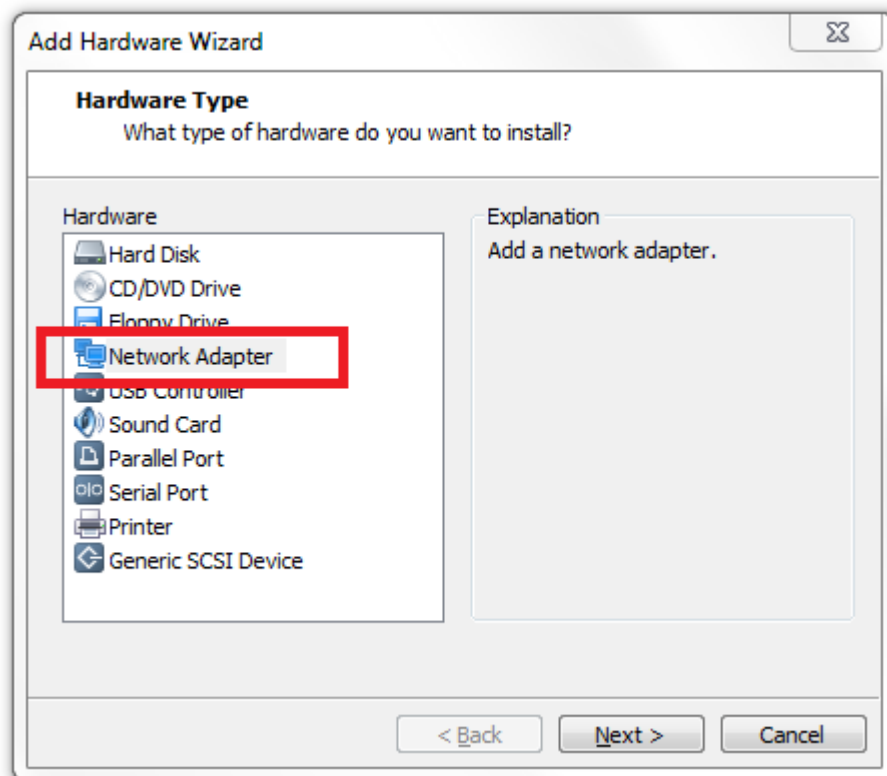 Add Hardware Wizard
Hardware Type
What type of hardware do you want to install?
Hardware
Hard Disk
CD/DVD Drive
Floppy Drive
Network Adapter
USB Controller
Sound Card
Parallel Port
Serial Port
Printer
Generic SCSI Device
Explanation
Add a network adapter.
< Back
Next >
Cancel